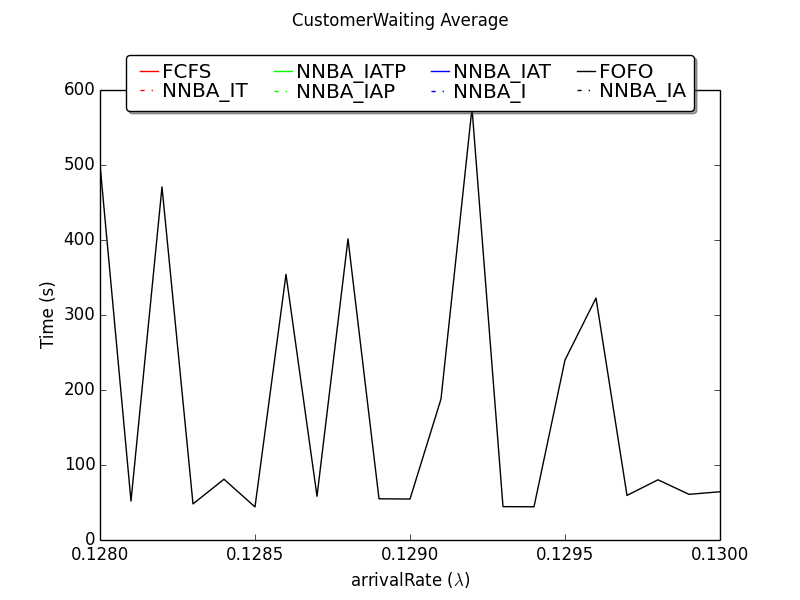 CustomerWaiting Average
FCFS NNBA_IATP NNBA_IAT FOFO
NNBA_IT NNBA_IAP NNBA_I NNBA_IA
600
500
400
300
200
100
0
Time (s)
0.1280 0.1285 0.1290 0.1295 0.1300
arrivalRate (λ)